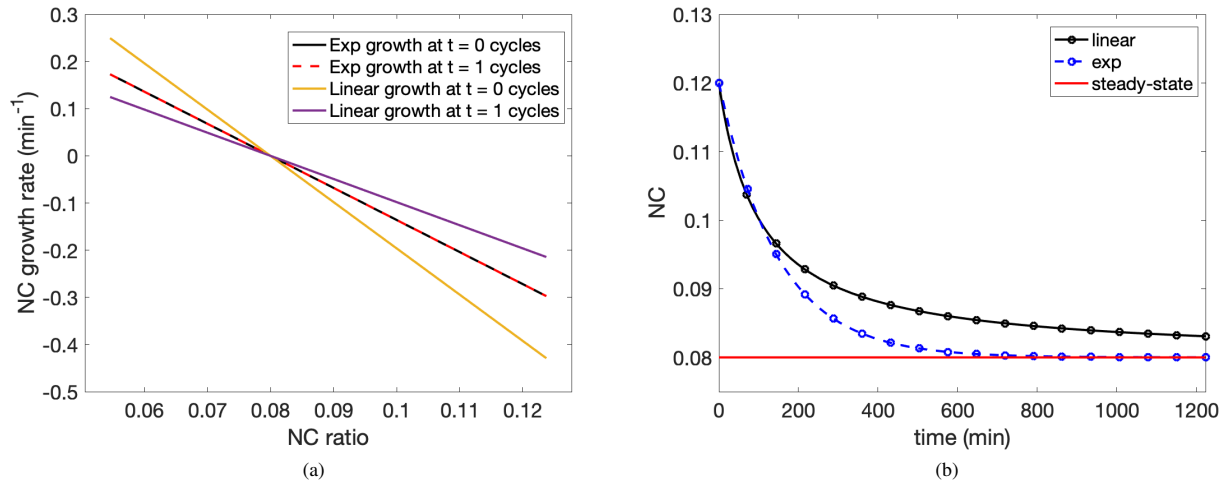 0.3
0.2
0.1
0
-0.1
-0.2
-0.3
-0.4
-0.5
NC growth rate (min⁻¹)
Exp growth at t = 0 cycles
Exp growth at t = 1 cycles
Linear growth at t = 0 cycles
Linear growth at t = 1 cycles
0.06 0.07 0.08 0.09 0.1 0.11 0.12
NC ratio
(a)
0.13
0.12
0.11
0.1
0.09
0.08
NC
linear
exp
steady-state
0 200 400 600 800 1000 1200
time (min)
(b)